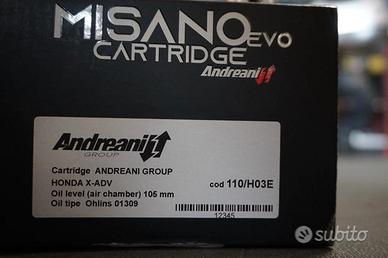 MISANO EVO
CARTRIDGE
Andreani
Andreani
GROUP
Cartridge ANDREANI GROUP
HONDA X-ADV
cod 110/H03E
Oil level (air chamber) 105 mm
Oil tipe Ohlins 01309
12345
subito